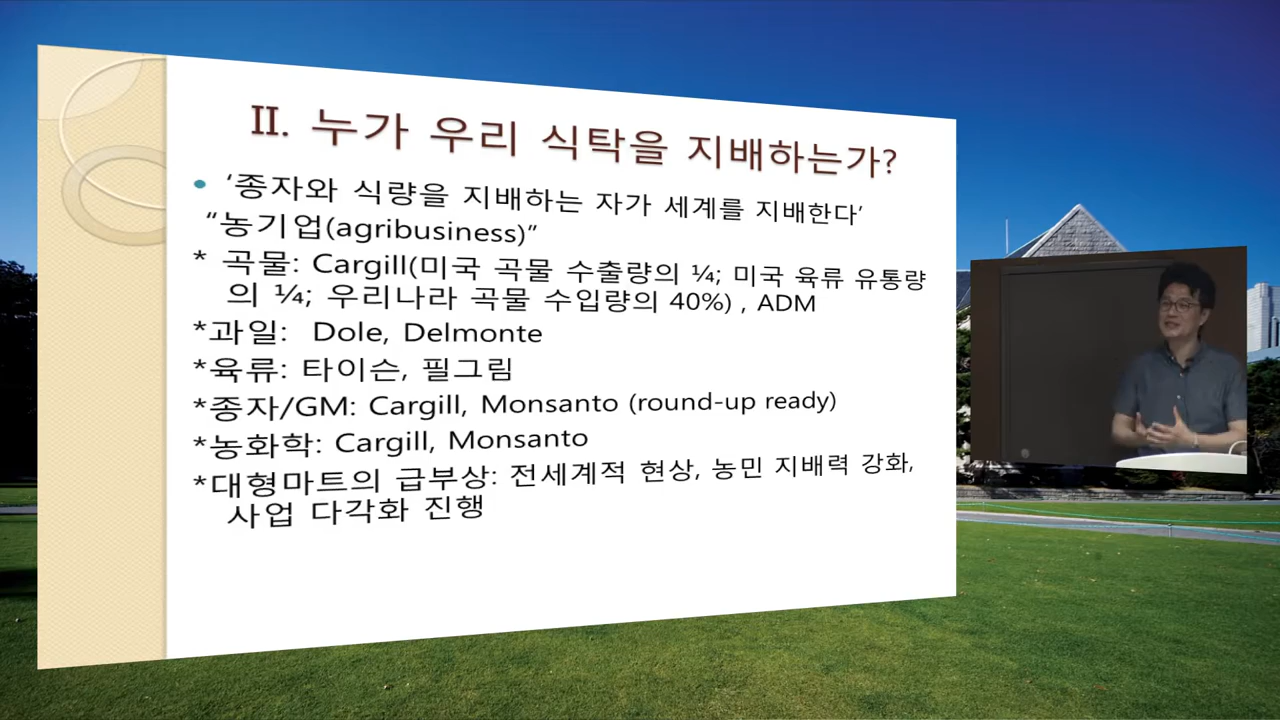 II. 누가 우리 식탁을 지배하는가?
• ‘종자와 식량을 지배하는 자가 세계를 지배한다’
“농기업(agribusiness)”
* 곡물: Cargill(미국 곡물 수출량의 ¼; 미국 육류 유통량
의 ¼; 우리나라 곡물 수입량의 40%) , ADM
*과일: Dole, Delmonte
*육류: 타이슨, 필그림
*종자/GM: Cargill, Monsanto (round-up ready)
*농화학: Cargill, Monsanto
*대형마트의 급부상: 전세계적 현상, 농민 지배력 강화,
사업 다각화 진행